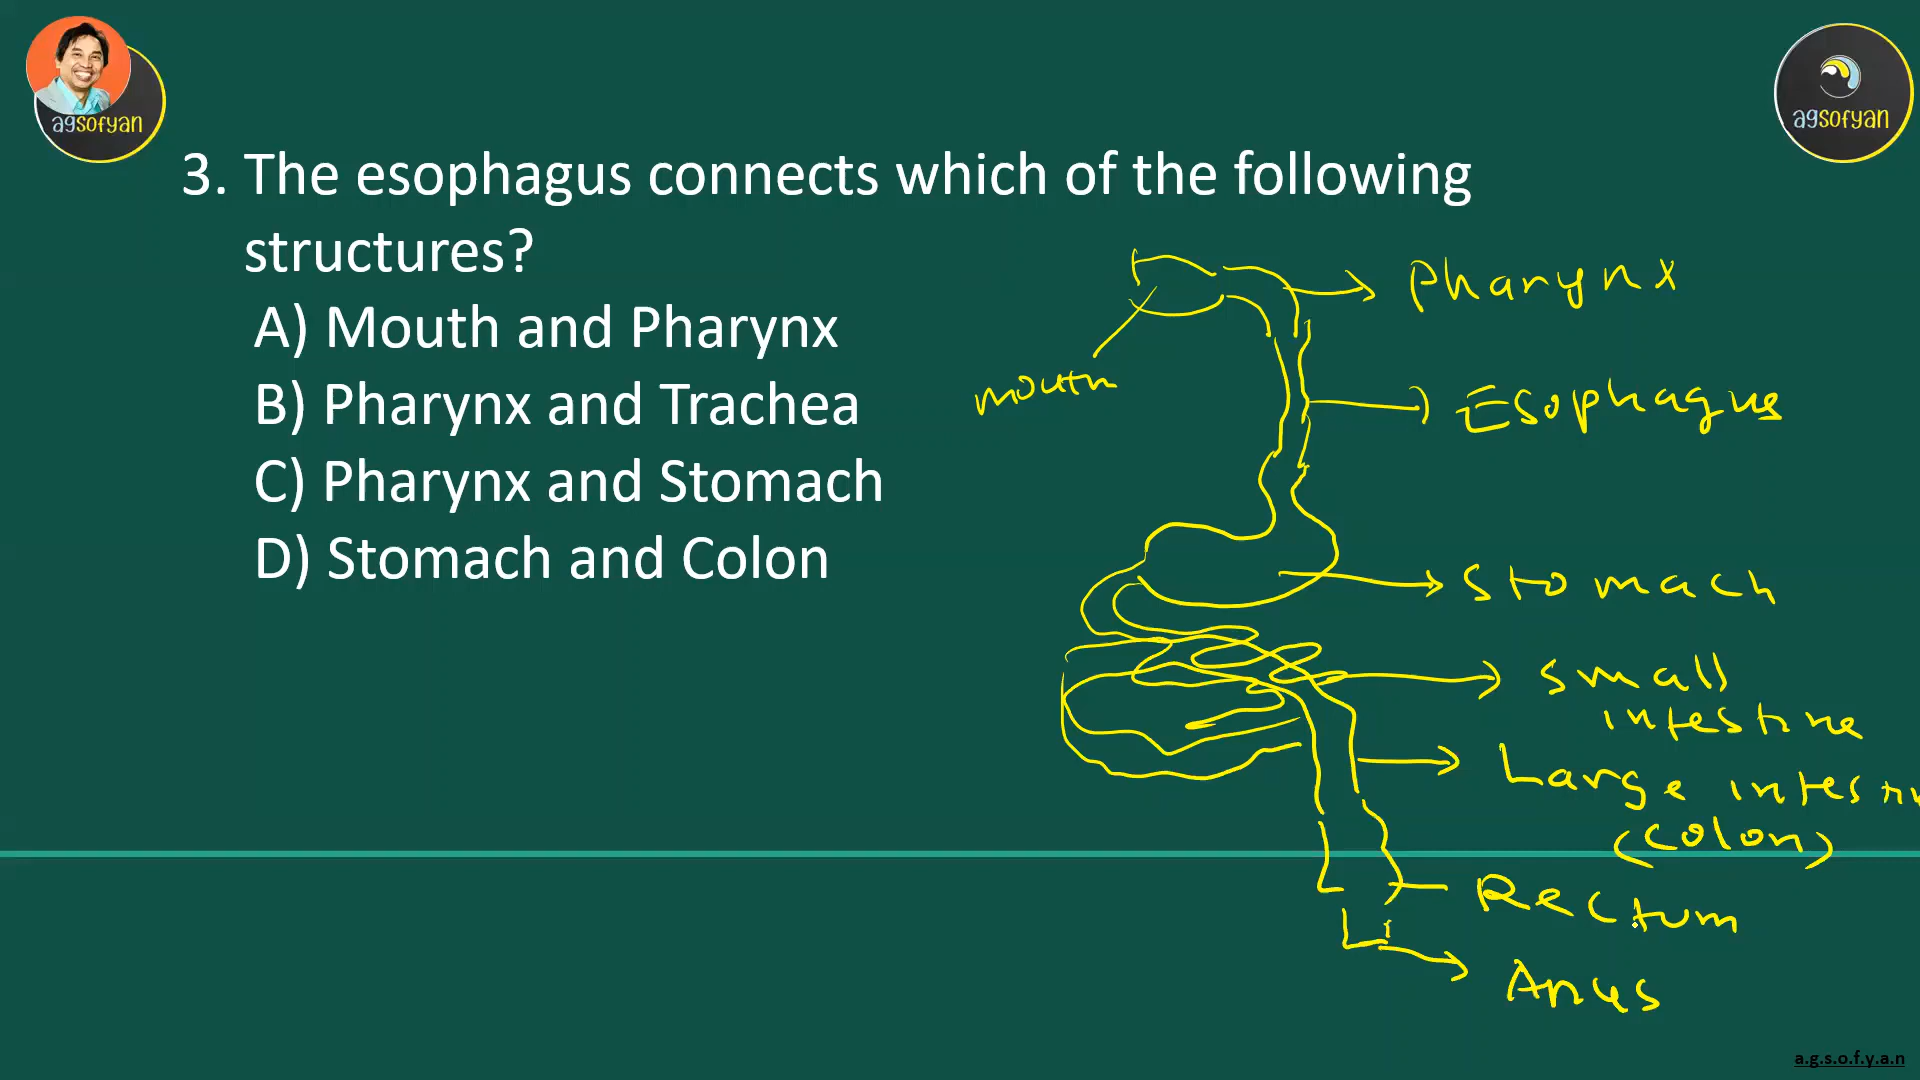 agsofyan
agsofyan
3. The esophagus connects which of the following
structures?
A) Mouth and Pharynx
B) Pharynx and Trachea
C) Pharynx and Stomach
D) Stomach and Colon
Pharynx
mouth
Esophagus
Stomach
Small
intestine
Large intestin
(Colon)
Rectum
Anus
a.g.s.o.f.y.a.n